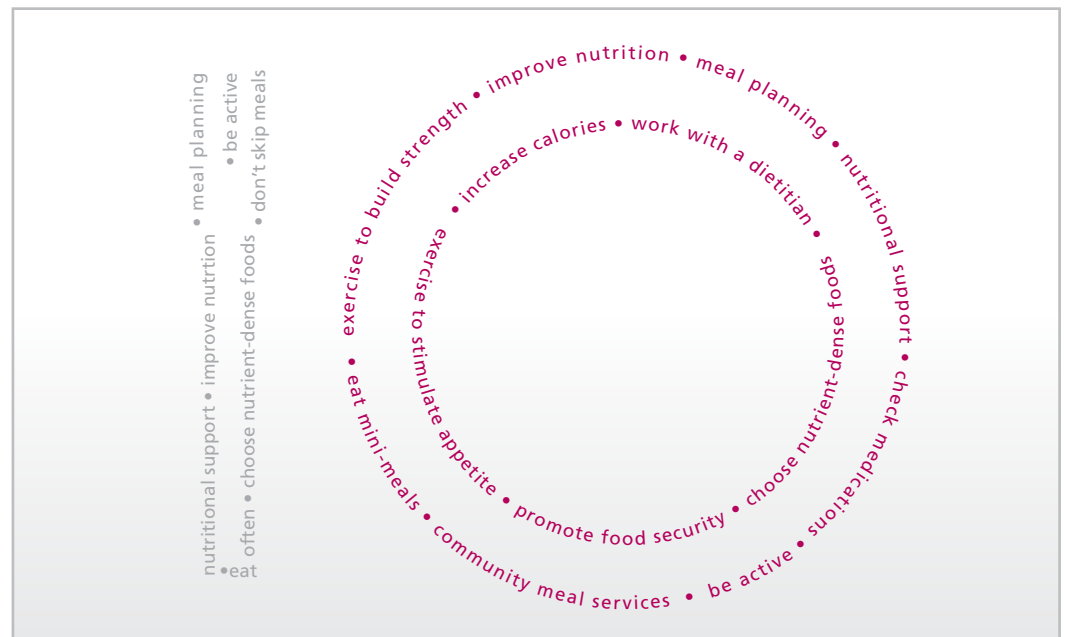 nutritional support • improve nutrtion • meal planning
•eat • be active
often • choose nutrient-dense foods • don't skip meals
exercise to build strength • improve nutrition • meal planning • nutritional support • check medications • be active • community meal services • eat mini-meals •
• increase calories • work with a dietitian • choose nutrient-dense foods • promote food security • exercise to stimulate appetite